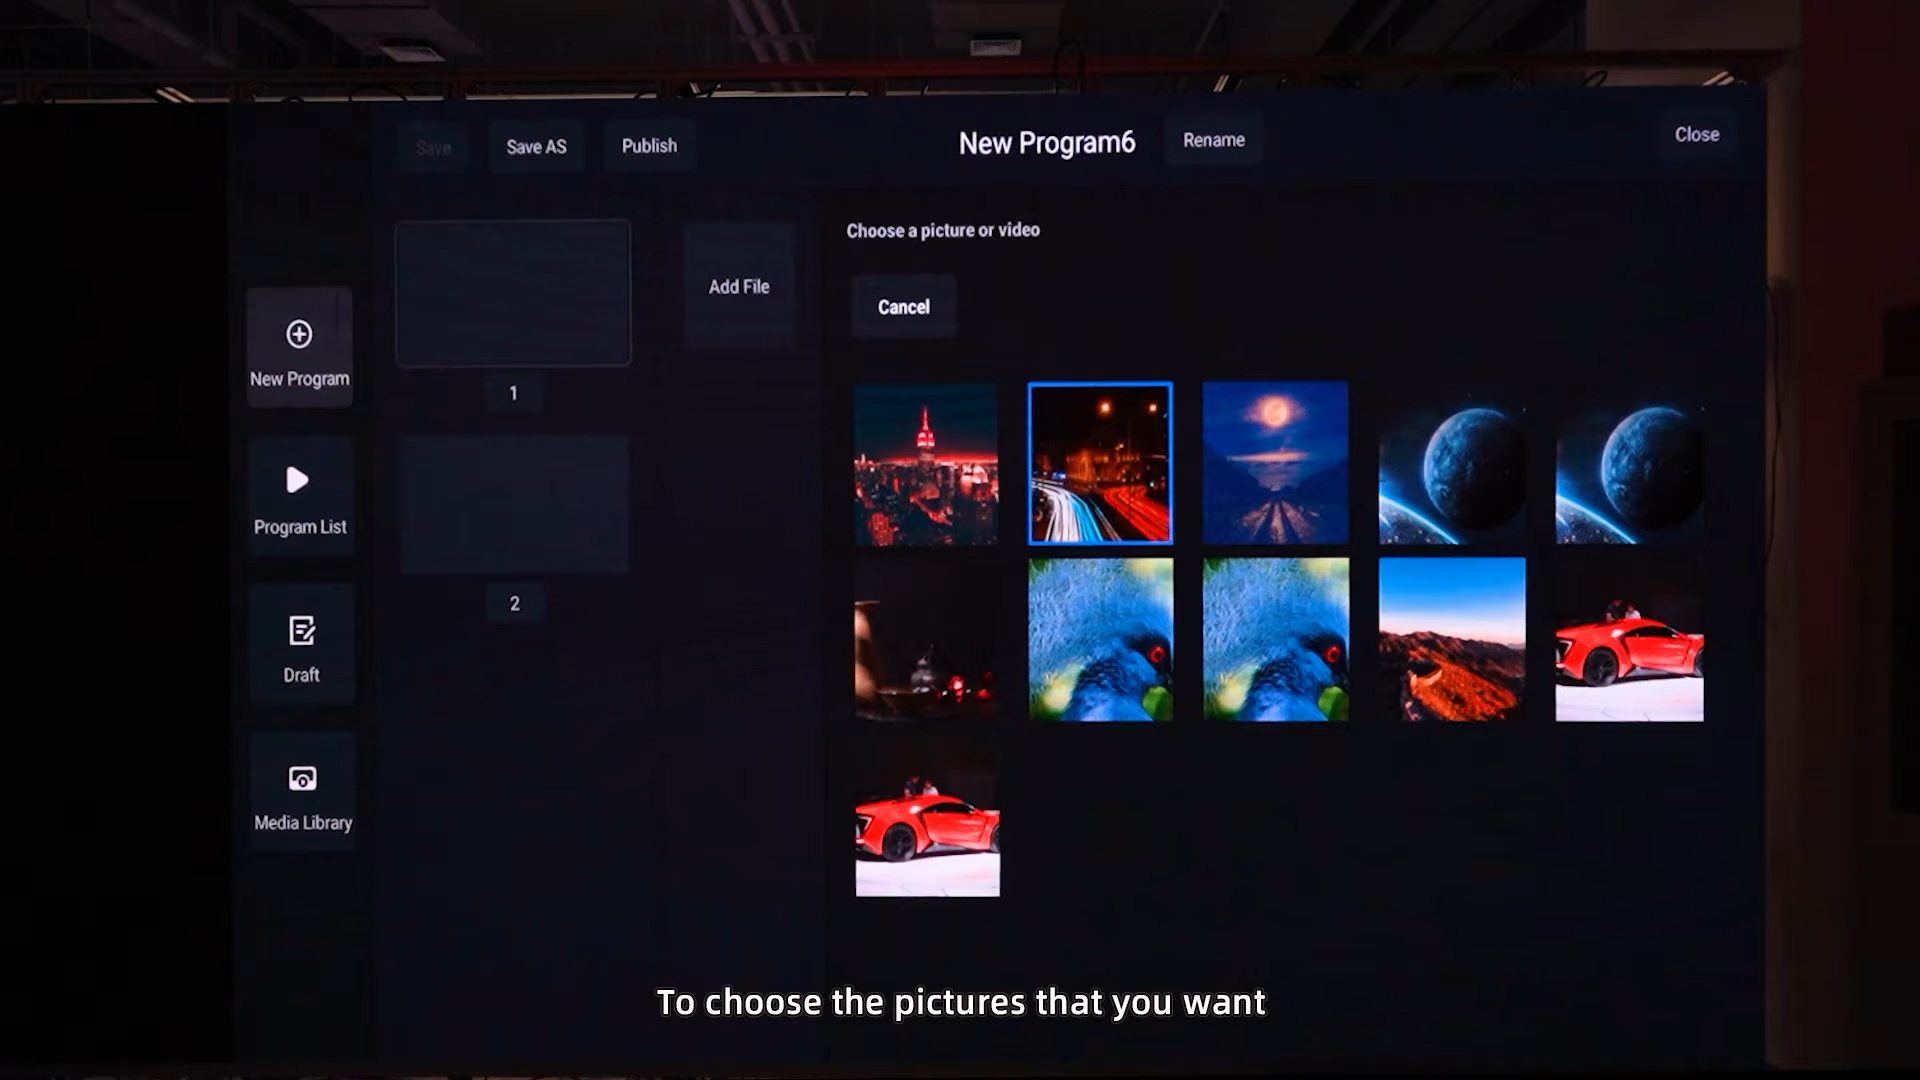 Save
Save AS
Publish
New Program6
Rename
Close
Choose a picture or video
Add File
Cancel
New Program
1
Program List
2
Draft
Media Library
To choose the pictures that you want